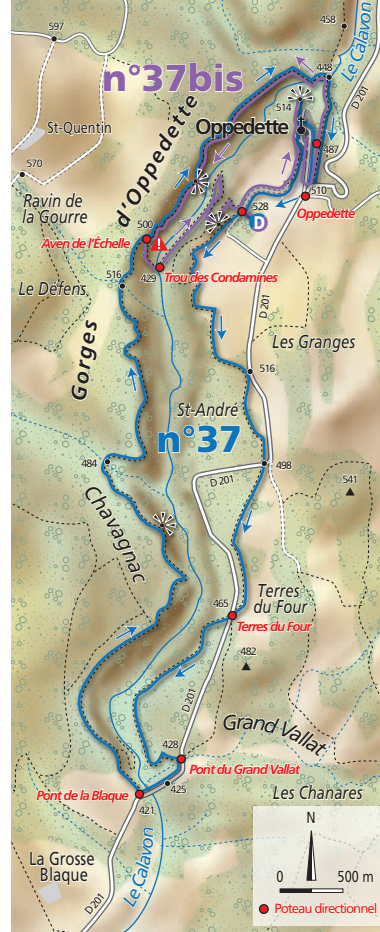 458
597
Le Calavon
448
n°37bis
D 201
514
St-Quentin
Oppedette
487
570
d'Oppedette
510
Ravin de
la Gourre
528
D
Oppedette
500
Aven de l'Échelle
429
Trou des Condamines
516
Le Défens
D 201
Gorges
Les Granges
516
St-André
n°37
484
498
D 201
541
Chavagnac
Terres
du Four
465
Terres du Four
482
D 201
Grand Vallat
428
Pont du Grand Vallat
425
Pont de la Blaque
Les Chanares
421
N
La Grosse
Blaque
Le Calavon
0 500 m
D 201
Poteau directionnel